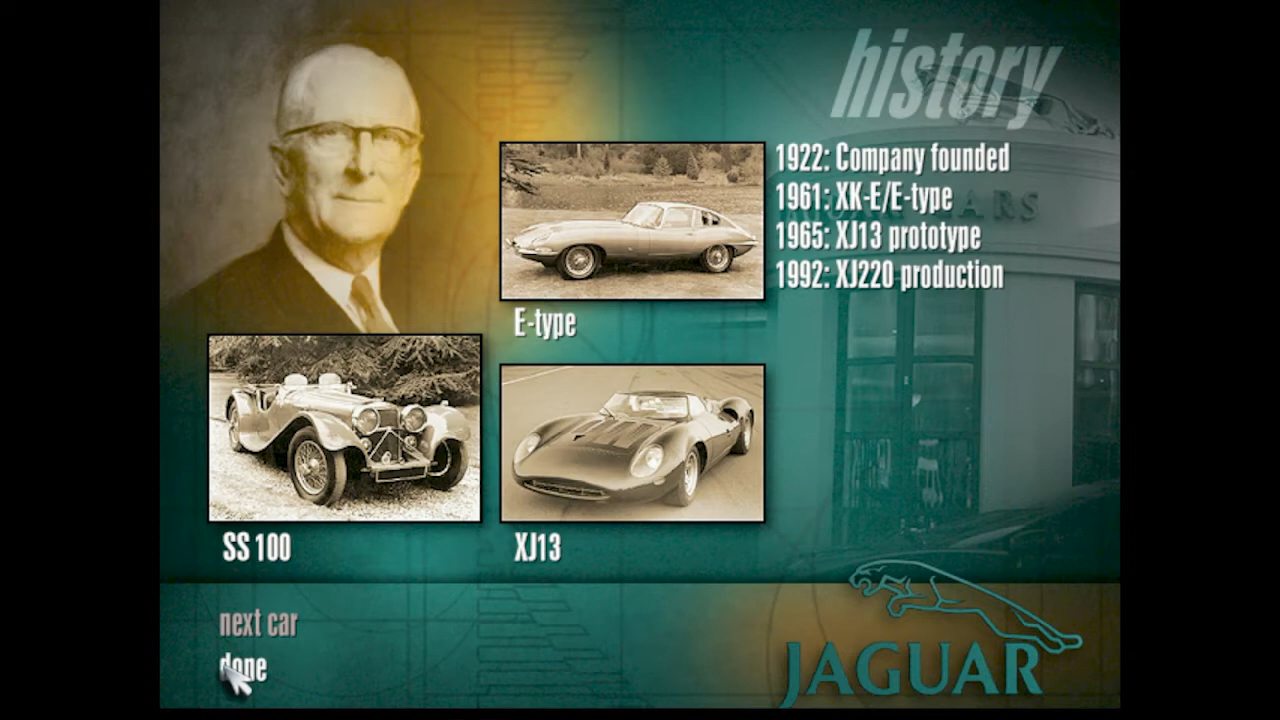 history
1922: Company founded
1961: XK-E/E-type
1965: XJ13 prototype
1992: XJ220 production
E-type
SS 100
XJ13
next car
done
JAGUAR